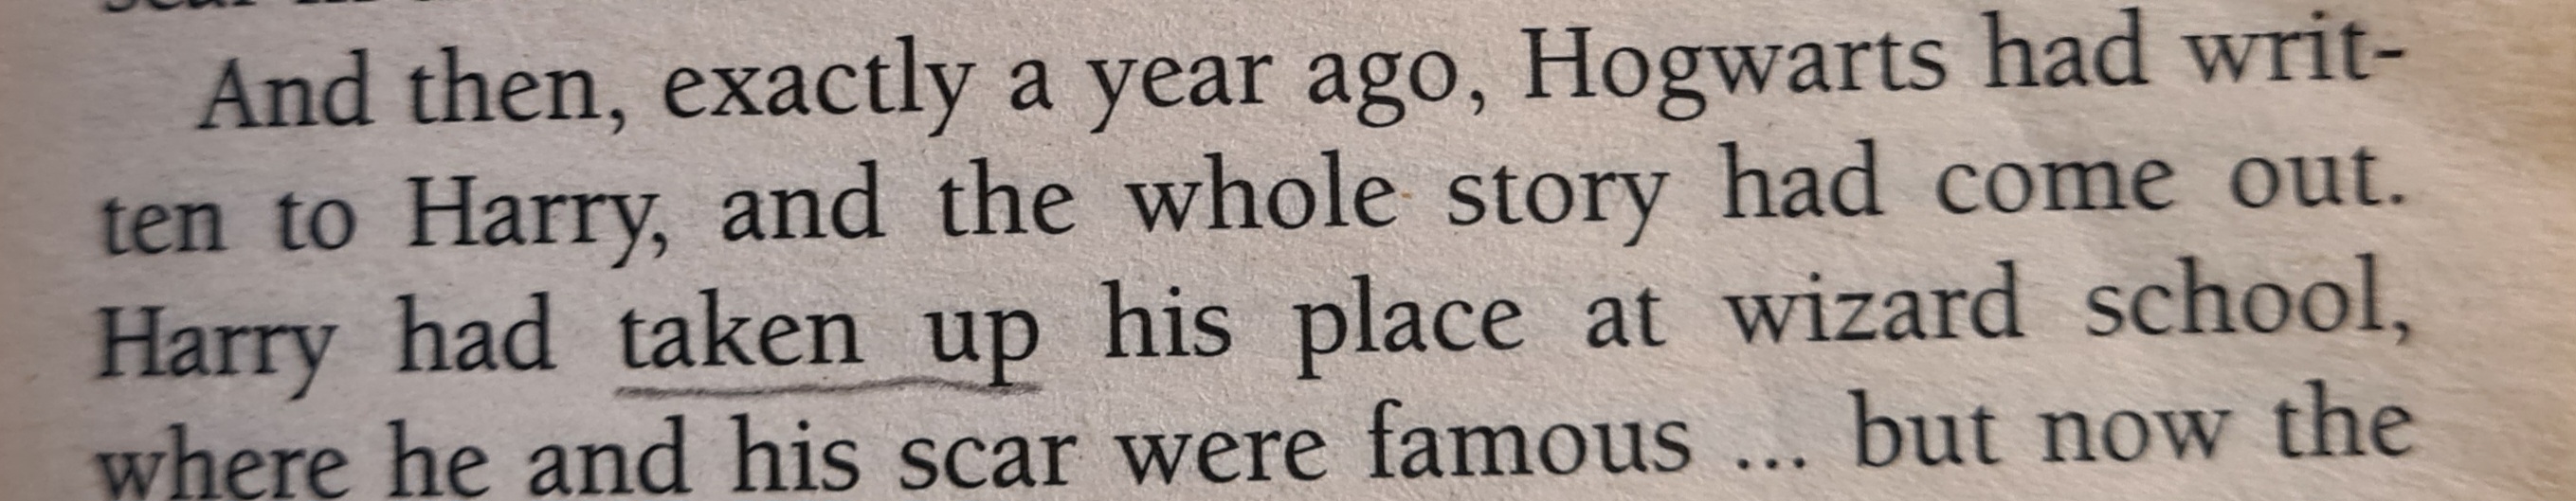 And then, exactly a year ago, Hogwarts had writ-
ten to Harry, and the whole story had come out.
Harry had taken up his place at wizard school,
where he and his scar were famous ... but now the